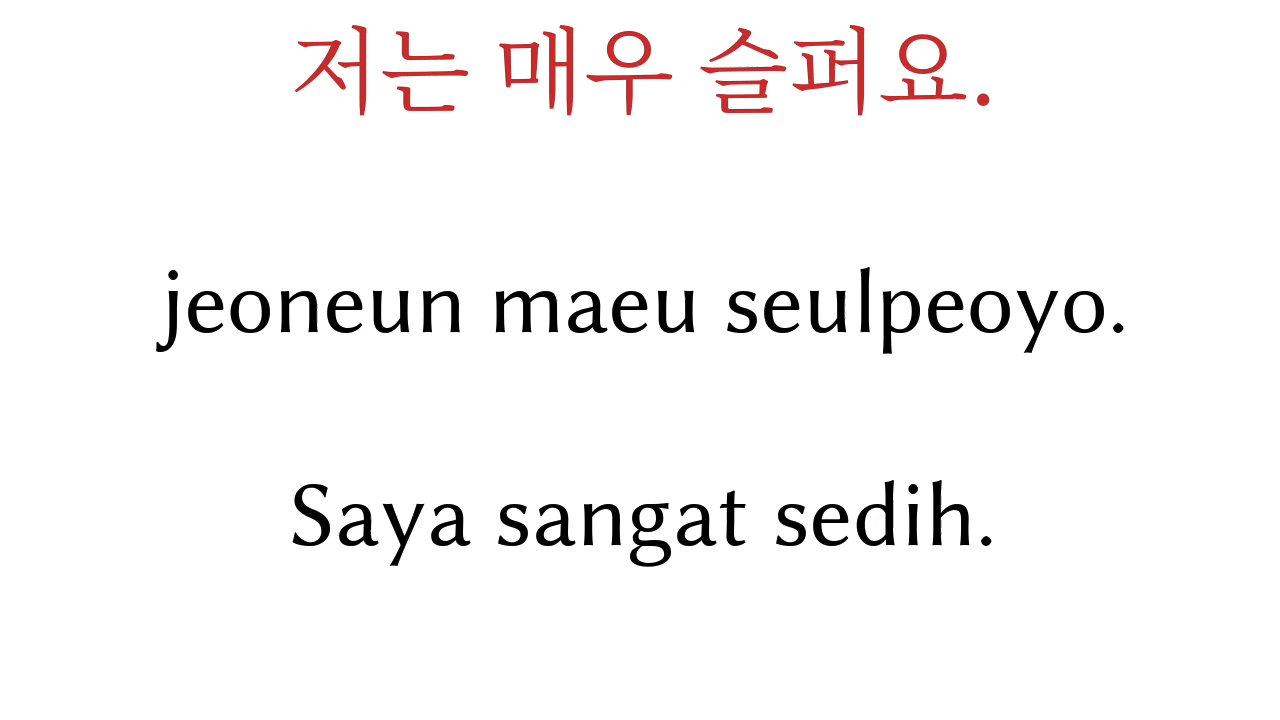 저는 매우 슬퍼요.
jeoneun maeu seulpeoyo.
Saya sangat sedih.